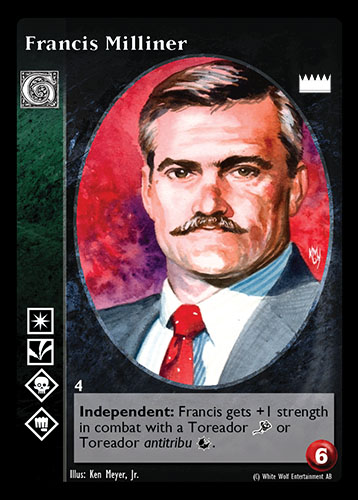 Francis Milliner
4
Independent: Francis gets +1 strength
in combat with a Toreador or
Toreador antitribu .
6
Illus: Ken Meyer, Jr.
(C) White Wolf Entertainment AB